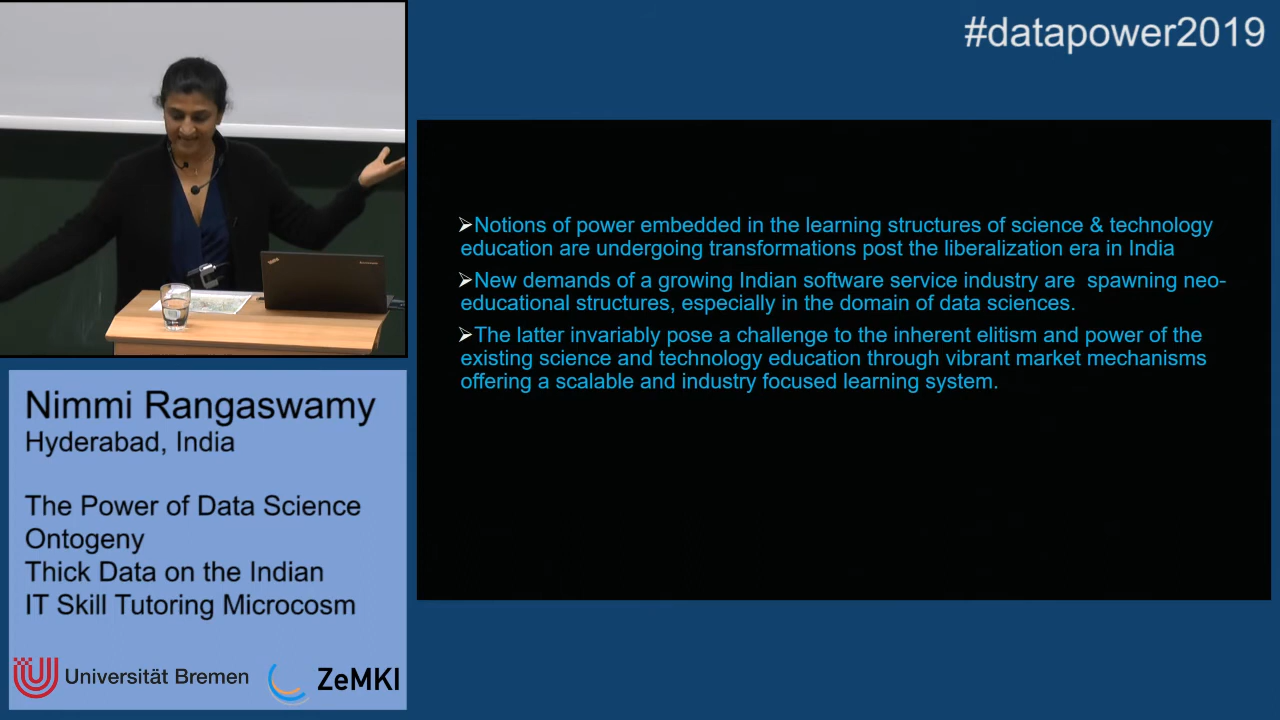 #datapower2019
➢Notions of power embedded in the learning structures of science & technology
education are undergoing transformations post the liberalization era in India
➢New demands of a growing Indian software service industry are  spawning neo-
educational structures, especially in the domain of data sciences.
➢The latter invariably pose a challenge to the inherent elitism and power of the
existing science and technology education through vibrant market mechanisms
offering a scalable and industry focused learning system.
Nimmi Rangaswamy
Hyderabad, India
The Power of Data Science
Ontogeny
Thick Data on the Indian
IT Skill Tutoring Microcosm
Universität Bremen
ZeMKI